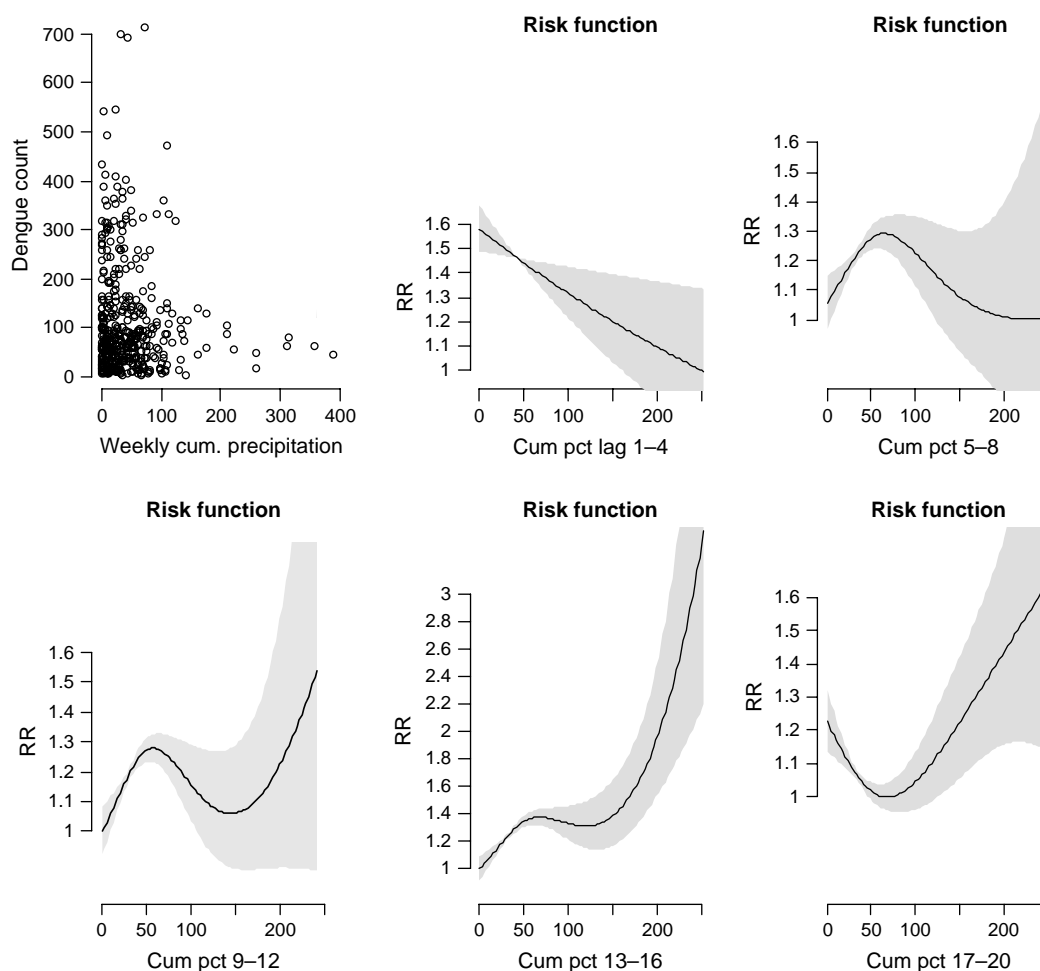 Risk function
Risk function
700
600
500
400
300
200
100
0
Dengue count
0 100 200 300 400
Weekly cum. precipitation
1.6
1.5
1.4
1.3
1.2
1.1
1
RR
0 50 100 200
Cum pct lag 1–4
1.6
1.5
1.4
1.3
1.2
1.1
1
RR
0 50 100 200
Cum pct 5–8
Risk function
Risk function
Risk function
1.6
1.5
1.4
1.3
1.2
1.1
1
RR
0 50 100 200
Cum pct 9–12
3
2.8
2.6
2.4
2.2
2
1.8
1.6
1.4
1.2
1
RR
0 50 100 200
Cum pct 13–16
1.6
1.5
1.4
1.3
1.2
1.1
1
RR
0 50 100 200
Cum pct 17–20